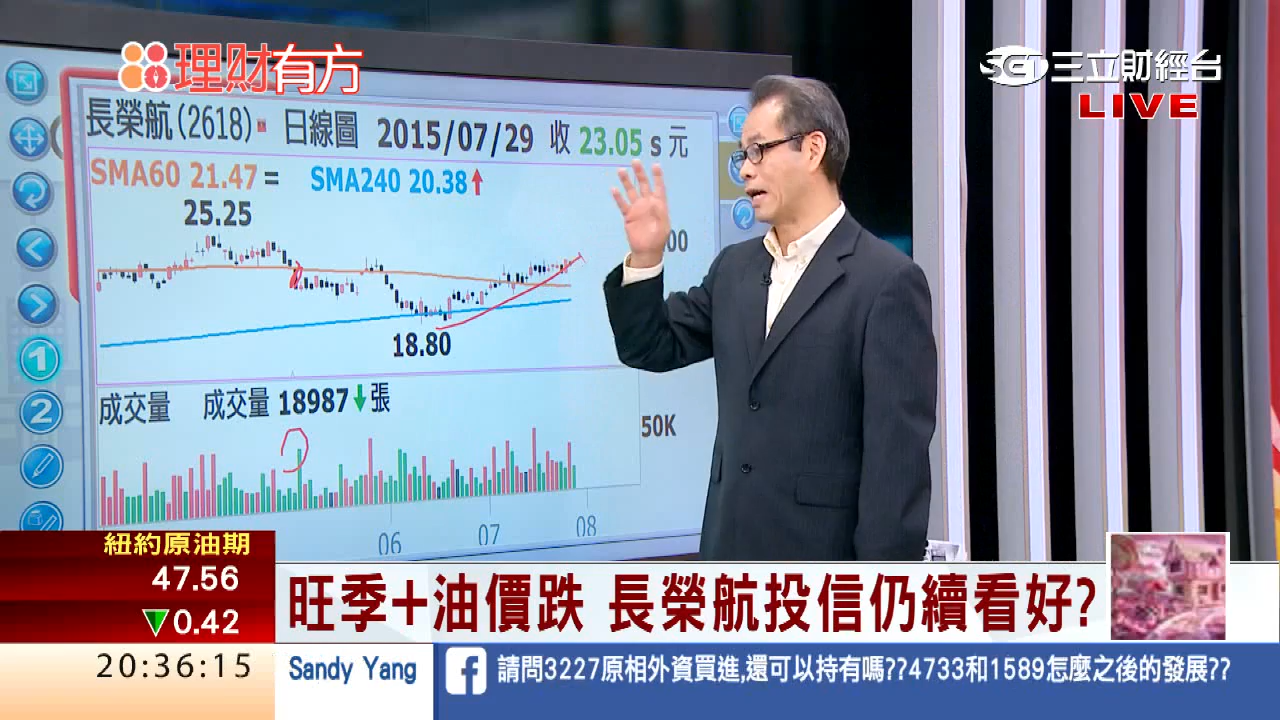 理財有方
三立財經台
LIVE
長榮航(2618) 日線圖 2015/07/29 收 23.05 s 元
SMA60 21.47 = SMA240 20.38↑
25.25
00
18.80
成交量 成交量 18987↓張
50K
06 07 08
1
2
紐約原油期
47.56
▼0.42
旺季+油價跌 長榮航投信仍續看好?
20:36:15
Sandy Yang
請問3227原相外資買進,還可以持有嗎??4733和1589怎麼之後的發展??